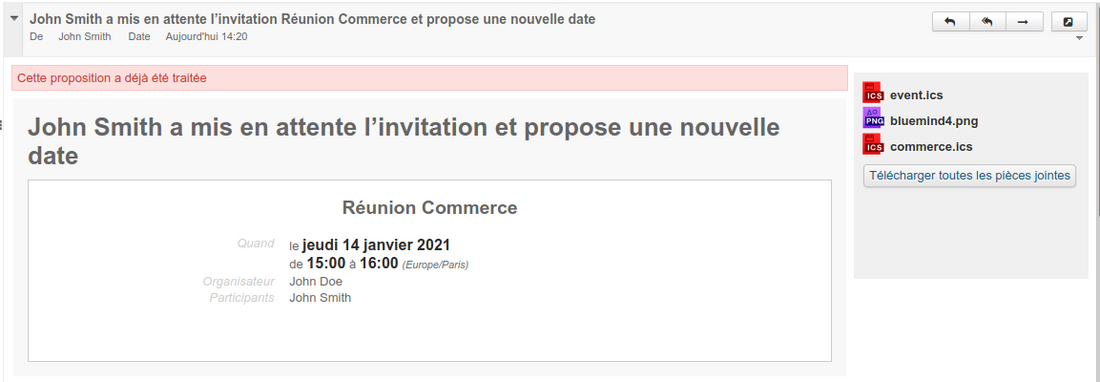 John Smith a mis en attente l’invitation Réunion Commerce et propose une nouvelle date
De John Smith Date Aujourd'hui 14:20
Cette proposition a déjà été traitée
John Smith a mis en attente l’invitation et propose une nouvelle
date
Réunion Commerce
Quand le jeudi 14 janvier 2021
de 15:00 à 16:00 (Europe/Paris)
Organisateur John Doe
Participants John Smith
ICS event.ics
PNG bluemind4.png
ICS commerce.ics
Télécharger toutes les pièces jointes